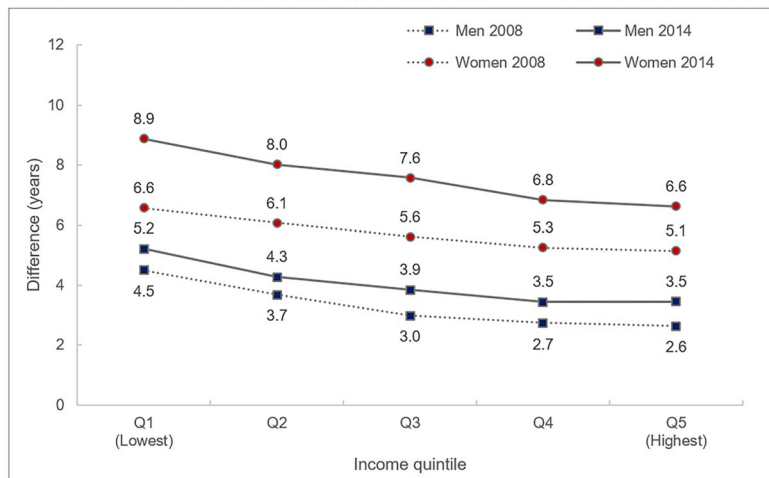 Men 2008 Men 2014
Women 2008 Women 2014
Difference (years)
12
10
8
6
4
2
0
8.9 8.0 7.6 6.8 6.6
6.6 6.1 5.6 5.3 5.1
5.2 4.3 3.9 3.5 3.5
4.5 3.7 3.0 2.7 2.6
Q1 Q2 Q3 Q4 Q5
(Lowest) (Highest)
Income quintile